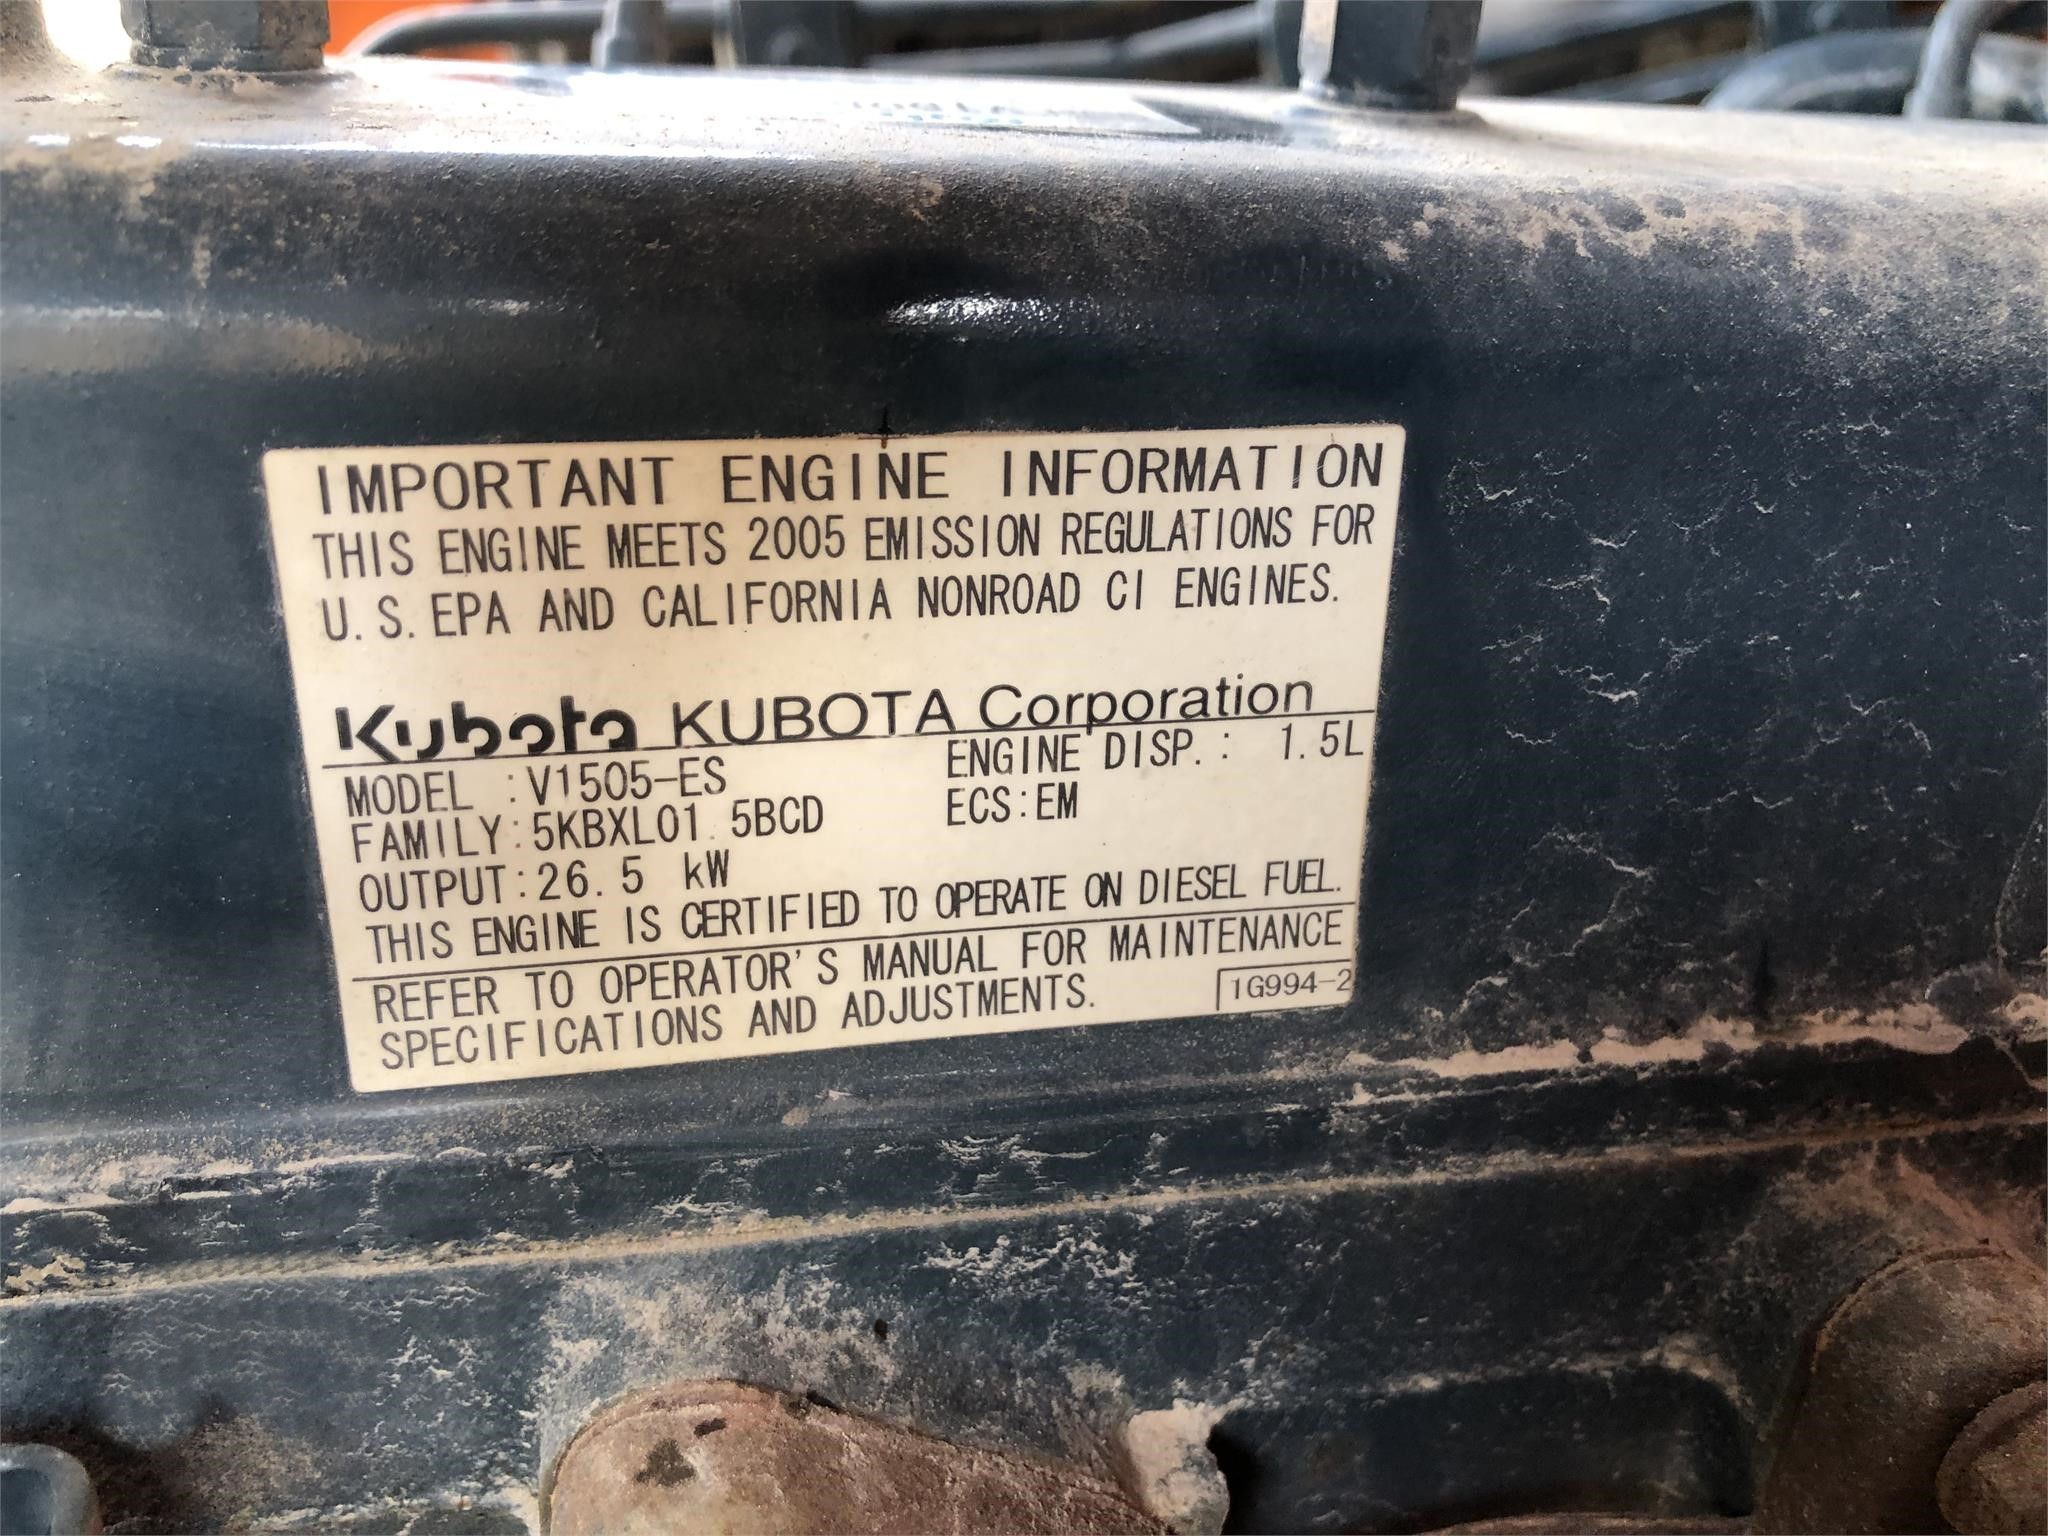 IMPORTANT ENGINE INFORMATION
THIS ENGINE MEETS 2005 EMISSION REGULATIONS FOR
U.S.EPA AND CALIFORNIA NONROAD CI ENGINES.
Kubota KUBOTA Corporation
MODEL :V1505-ES ENGINE DISP.: 1.5L
FAMILY:5KBXL01.5BCD ECS:EM
OUTPUT:26.5 kW
THIS ENGINE IS CERTIFIED TO OPERATE ON DIESEL FUEL.
REFER TO OPERATOR'S MANUAL FOR MAINTENANCE
SPECIFICATIONS AND ADJUSTMENTS.
1G994-2